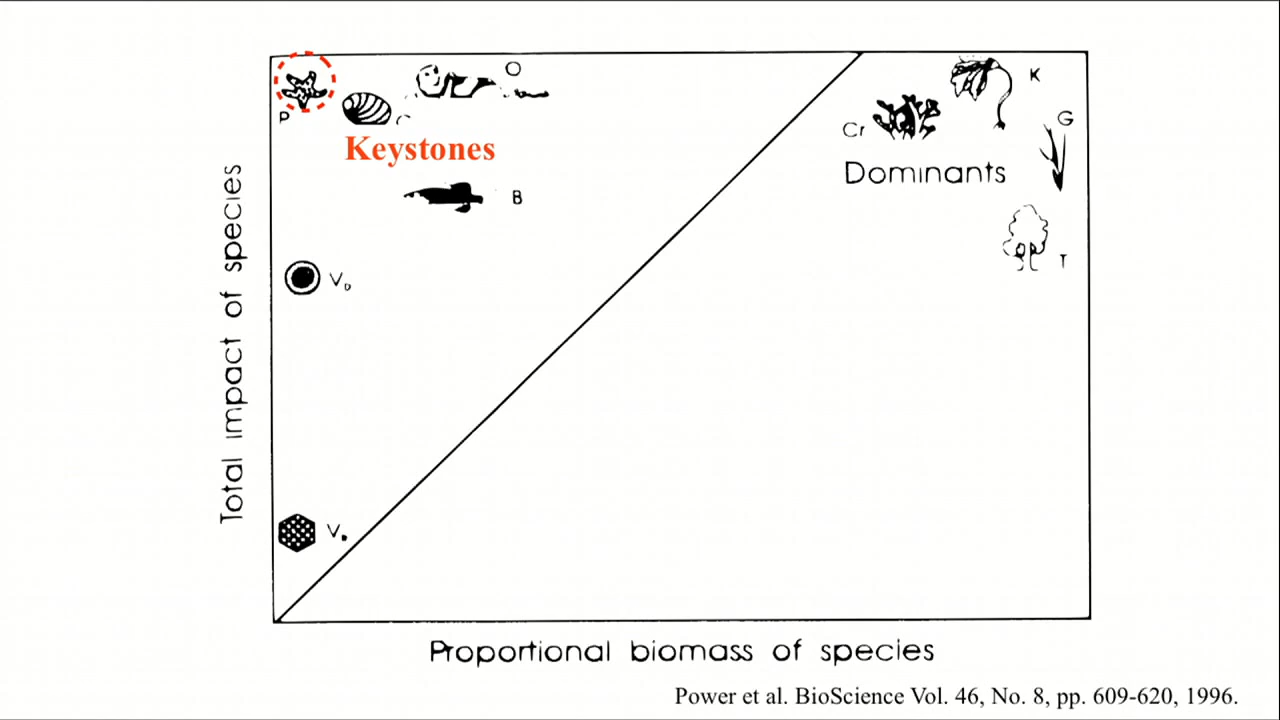 O
K
P
C
Cr
G
Keystones
Dominants
B
T
V
V
Total impact of species
Proportional biomass of species
Power et al. BioScience Vol. 46, No. 8, pp. 609-620, 1996.